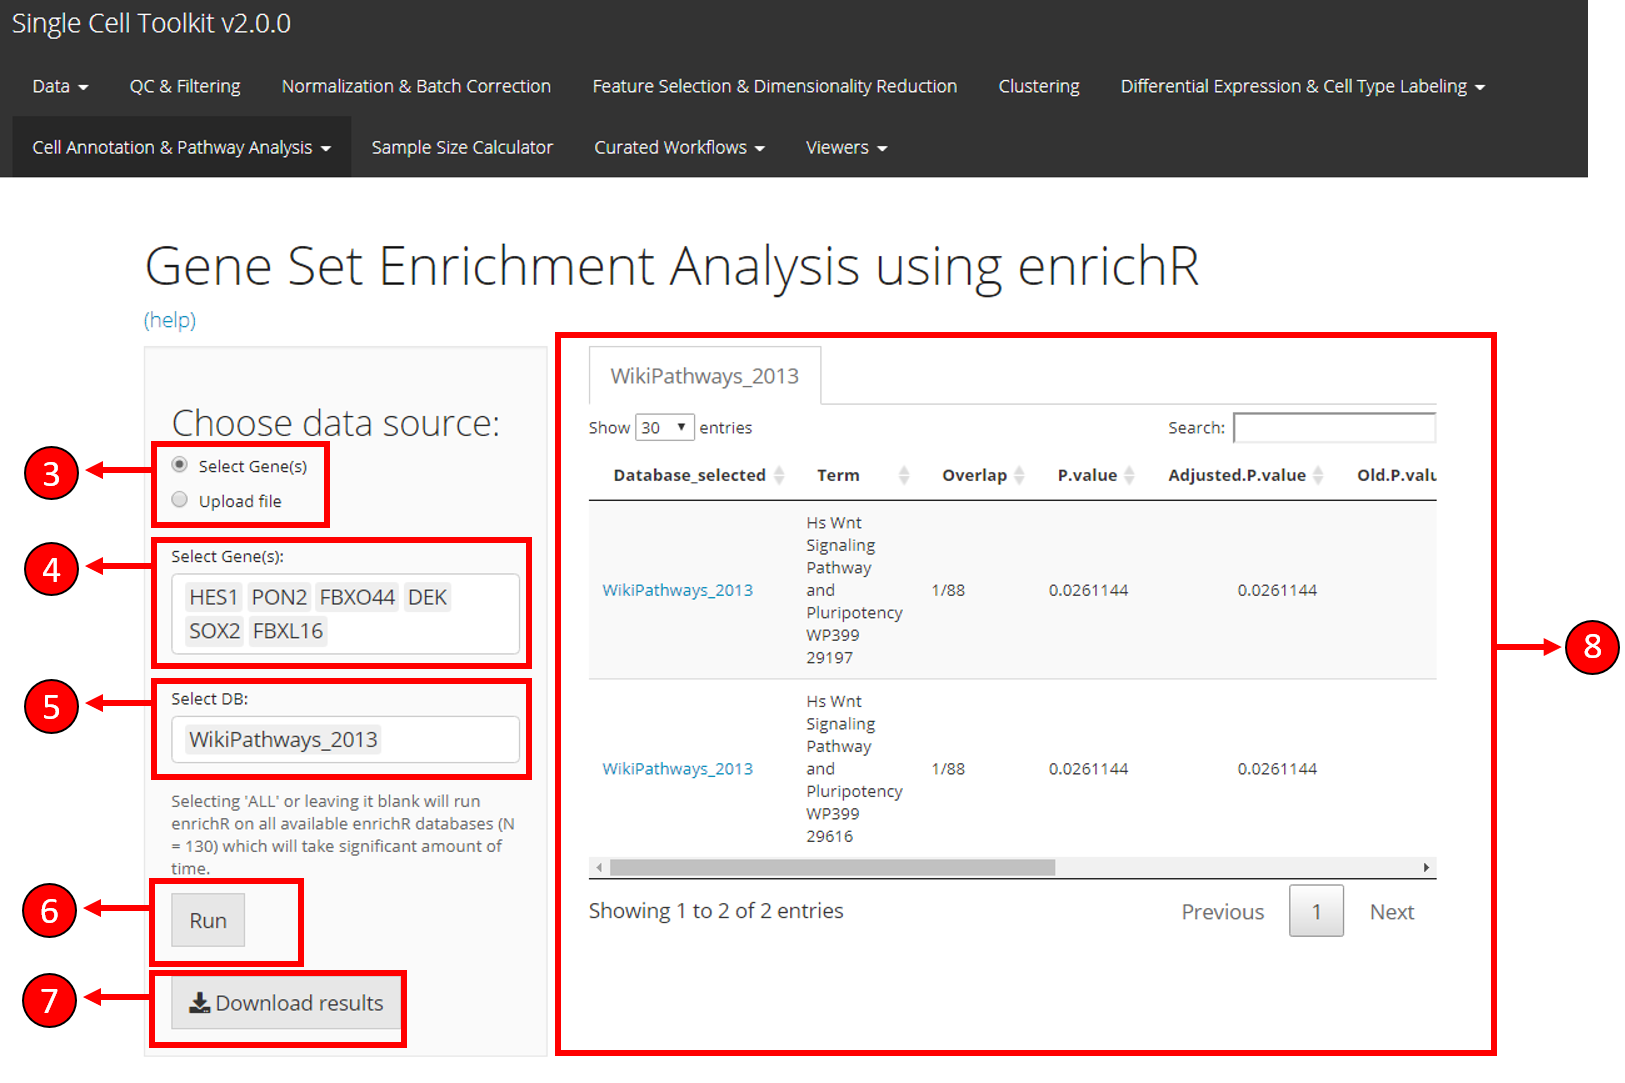 Single Cell Toolkit v2.0.0
Data QC & Filtering Normalization & Batch Correction Feature Selection & Dimensionality Reduction Clustering Differential Expression & Cell Type Labeling
Cell Annotation & Pathway Analysis Sample Size Calculator Curated Workflows Viewers
Gene Set Enrichment Analysis using enrichR
(help)
Choose data source:
3
Select Gene(s)
Upload file
4
Select Gene(s):
HES1 PON2 FBXO44 DEK
SOX2 FBXL16
5
Select DB:
WikiPathways_2013
Selecting 'ALL' or leaving it blank will run
enrichR on all available enrichR databases (N
= 130) which will take significant amount of
time.
6
Run
7
Download results
WikiPathways_2013
Show 30 entries Search:
Database_selected Term Overlap P.value Adjusted.P.value Old.P.valu
Hs Wnt
Signaling
Pathway
WikiPathways_2013 and 1/88 0.0261144 0.0261144
Pluripotency
WP399
29197
Hs Wnt
Signaling
Pathway
WikiPathways_2013 and 1/88 0.0261144 0.0261144
Pluripotency
WP399
29616
Showing 1 to 2 of 2 entries Previous 1 Next
8